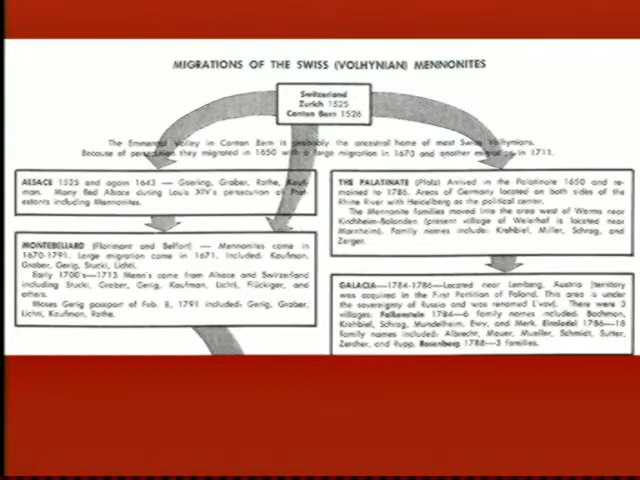 MIGRATIONS OF THE SWISS (VOLHYNIAN) MENNONITES
Switzerland
Zurich 1525
Canton Bern 1526
The Emmental Valley in Canton Bern is probably the ancestral home of most Swiss Volhynians.
Because of persecution they migrated in 1650 with a large migration in 1670 and another migration in 1711.
ALSACE 1525 and again 1643 — Goering, Graber, Rothe, Kauf-
man. Many fled Alsace during Louis XIV's persecution of Prot-
estants including Mennonites.
MONTEBELIARD (Florimont and Belfort) — Mennonites came in
1670-1791. Large migration came in 1671. Included: Kaufman,
Graber, Gerig, Stucki, Lichti.
Early 1700's—1713 Menn's came from Alsace and Switzerland
including Stucki, Graber, Gerig, Kaufman, Lichti, Flückiger, and
others.
Moses Gerig passport of Feb. 8, 1791 included: Gerig, Graber,
Lichti, Kaufman, Rothe.
THE PALATINATE (Pfalz) Arrived in the Palatinate 1650 and re-
mained to 1786. Areas of Germany located on both sides of the
Rhine River with Heidelberg as the political center.
The Mennonite families moved into the area west of Worms near
Kirchheim-Bolanden (present village of Weierhof is located near
Mannheim). Family names include: Krehbiel, Miller, Schrag, and
Zerger.
GALACIA—1784-1786—Located near Lemberg, Austria (territory
was acquired in the First Partition of Poland. This area is under
the sovereignty of Russia and was renamed L'vov). There were 3
villages: Falkenstein 1784—6 family names included: Bachman,
Krehbiel, Schrag, Mundelheim, Ewy, and Merk. Einsiedel 1786—18
family names included: Albrecht, Mauer, Mueller, Schmidt, Sutter,
Zercher, and Rupp. Rosenberg 1788—3 families.